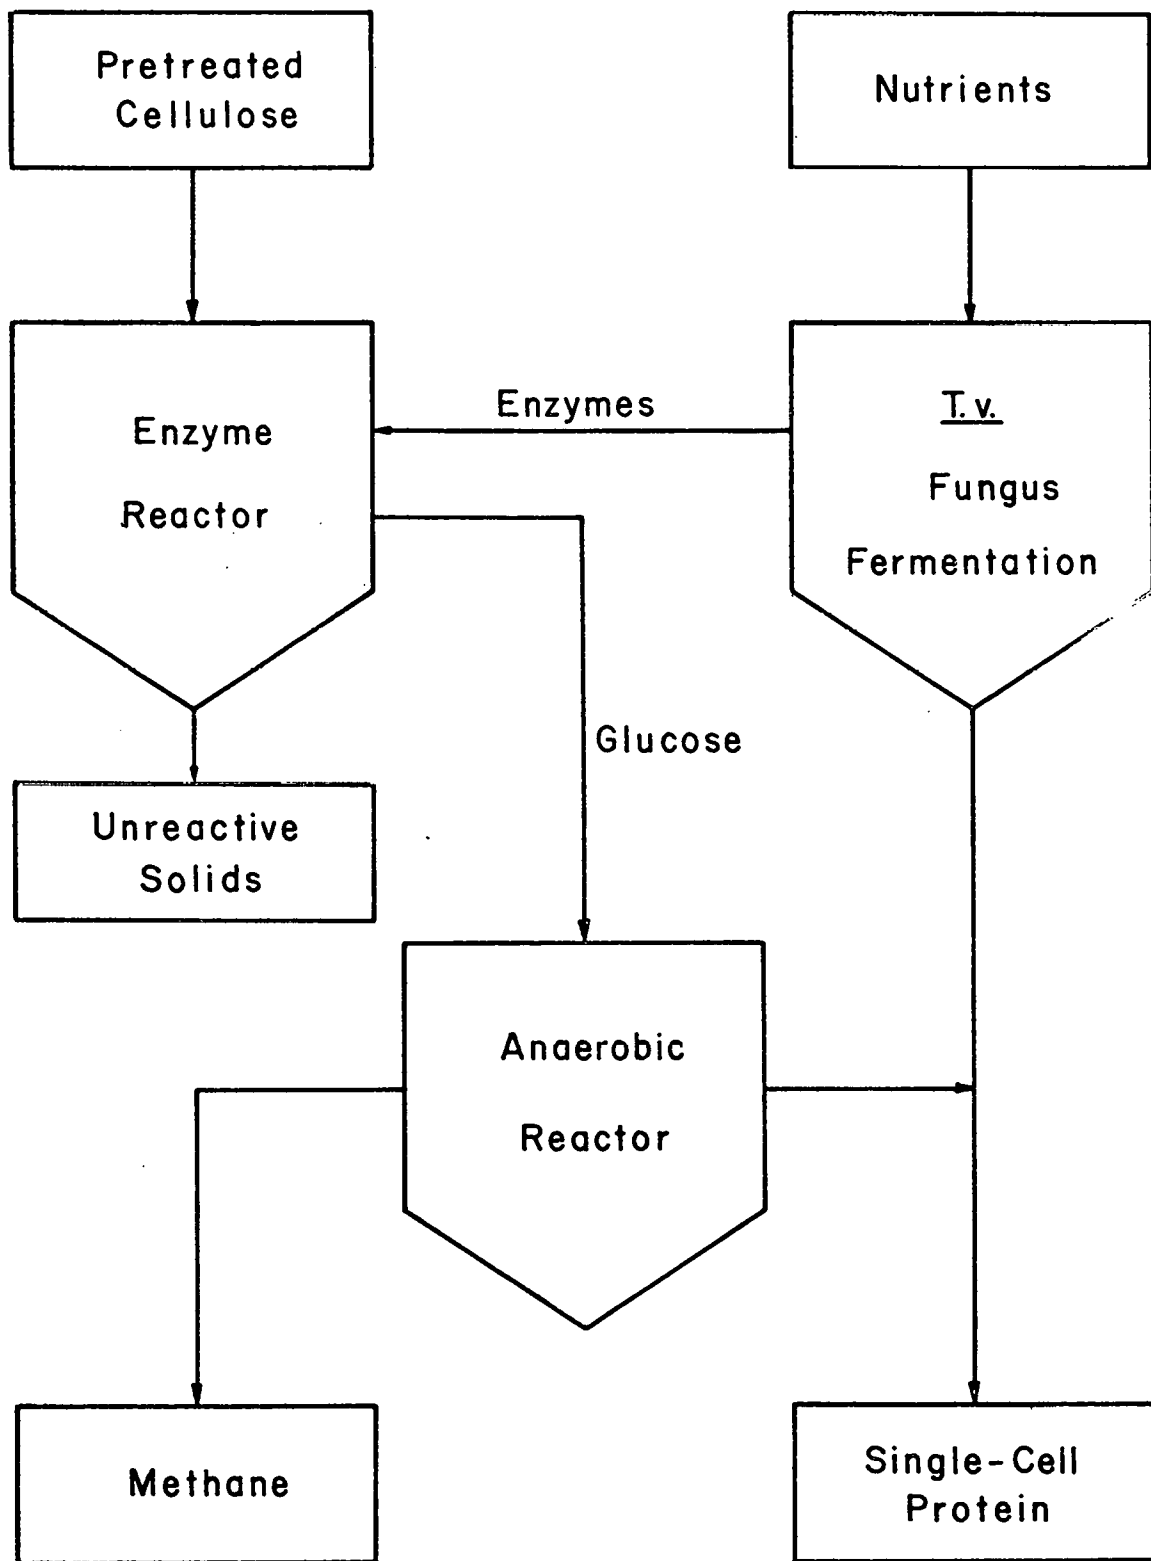 Pretreated
Cellulose
Nutrients
Enzymes
Enzyme
Reactor
T. v.
Fungus
Fermentation
Glucose
Unreactive
Solids
Anaerobic
Reactor
Methane
Single-Cell
Protein